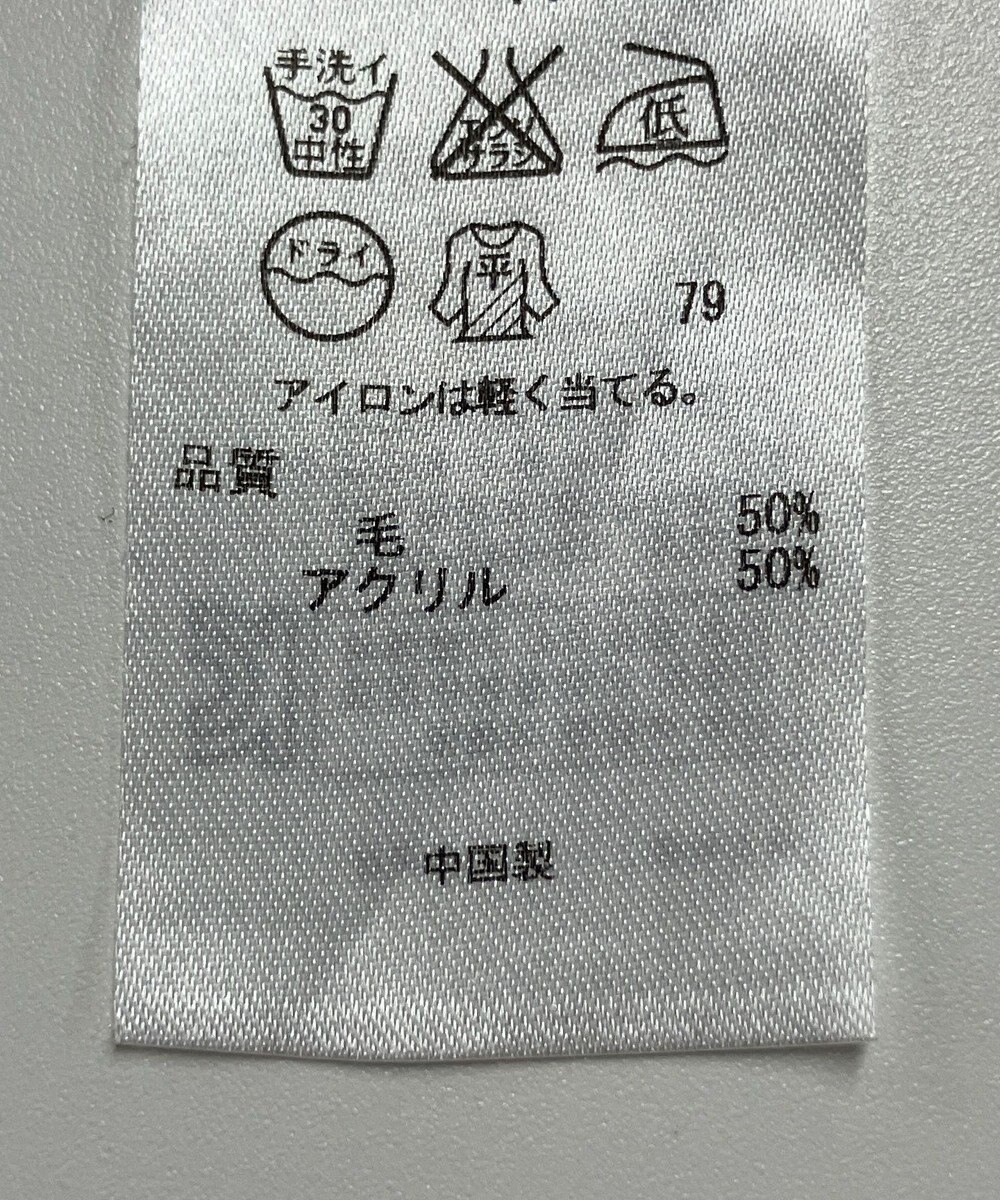 手洗イ
30
中性
エンソ
サラシ
低
ドライ
平
79
アイロンは軽く当てる。
品質
毛 50%
アクリル 50%
中国製